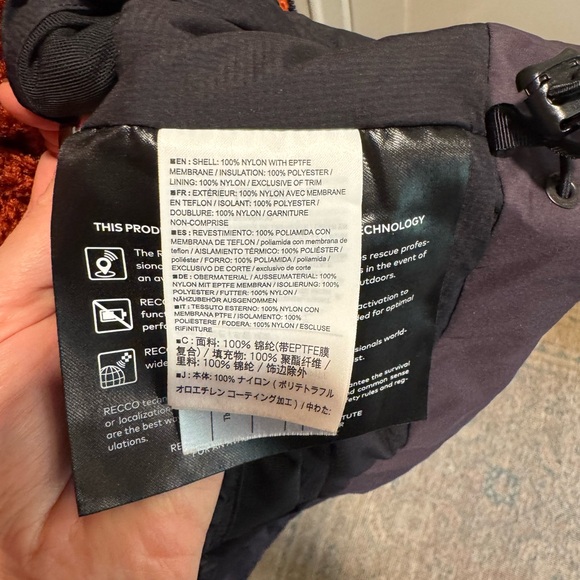 ■EN : SHELL: 100% NYLON WITH EPTFE
MEMBRANE / INSULATION: 100% POLYESTER /
LINING: 100% NYLON / EXCLUSIVE OF TRIM
■FR : EXTÉRIEUR: 100% NYLON AVEC MEMBRANE
EN TEFLON / ISOLANT: 100% POLYESTER /
DOUBLURE: 100% NYLON / GARNITURE
NON-COMPRISE
■ES : REVESTIMIENTO: 100% POLIAMIDA CON
MEMBRANA DE TEFLON / poliamida con membrana de
teflon / AISLAMIENTO TÉRMICO: 100% POLIÉSTER /
poliéster / FORRO: 100% POLIAMIDA / poliamida /
EXCLUSIVO DE CORTE / exclusivo de corte
■DE : OBERMATERIAL / AUSSEUMATERIAL: 100%
NYLON MIT EPTFE MEMBRAN / ISOLIERUNG: 100%
POLYESTER / FUTTER: 100% NYLON /
NÄHZUBEHÖR AUSGENOMMEN
■IT : TESSUTO ESTERNO: 100% NYLON CON
MEMBRANA PTFE / ISOLAMENTO: 100%
POLIESTERE / FODERA: 100% NYLON / ESCLUSE
RIFINITURE
■C : 面料: 100% 锦纶(带EPTFE膜
复合) / 填充物: 100% 聚酯纤维 /
里料: 100% 锦纶 / 饰边除外
■J : 本体: 100% ナイロン ( ポリテトラフル
オロエチレン コーティング加工) / 中わた:
THIS PROD
TECHNOLOGY
The R
sional
an av
RECCO
func
perfo
RECC
wide
RECCO tech
or localization
are the best w
s rescue profes-
s in the event of
utdoors.
activation to
ed for optimal
sionals world-
antee the survival
d common sense
safety rules and reg-
TUTE